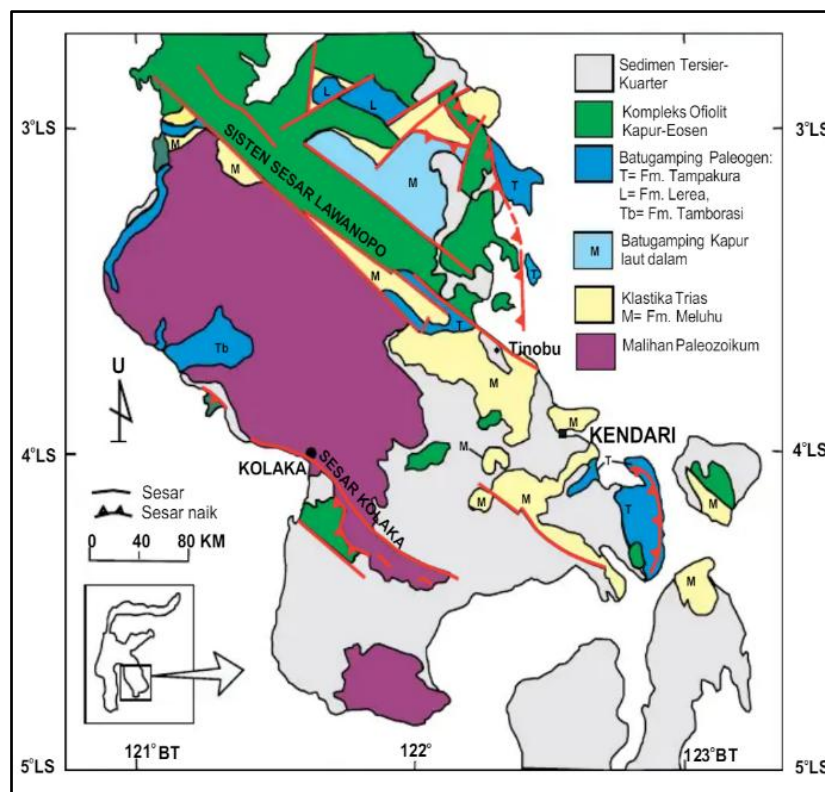 Sedimen Tersier-
Kuarter
Kompleks Ofiolit
Kapur-Eosen
Batugamping Paleogen:
T= Fm. Tampakura
L= Fm. Lerea,
Tb= Fm. Tamborasi
M
Batugamping Kapur
laut dalam
Klastika Trias
M= Fm. Meluhu
Malihan Paleozoikum
3°LS
3°LS
L
L
M
M
SISTEN SESAR LAWANOPO
M
T
M
T
T
Tb
Tinobu
M
U
M
KENDARI
4°LS
4°LS
KOLAKA
SESAR KOLAKA
M
T
M
M
T
M
Sesar
Sesar naik
0 40 80 KM
M
5°LS
121°BT
122°
123°BT
5°LS